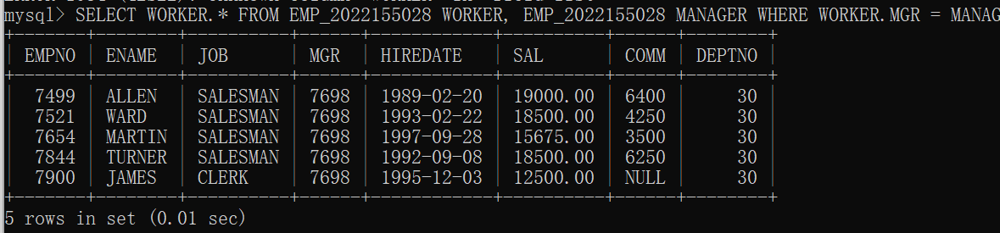 mysql> SELECT WORKER.* FROM EMP_2022155028 WORKER, EMP_2022155028 MANAGER WHERE WORKER.MGR = MANAG
+-------+--------+----------+------+------------+----------+------+--------+
| EMPNO | ENAME | JOB | MGR | HIREDATE | SAL | COMM | DEPTNO |
+-------+--------+----------+------+------------+----------+------+--------+
| 7499 | ALLEN | SALESMAN | 7698 | 1989-02-20 | 19000.00 | 6400 | 30 |
| 7521 | WARD | SALESMAN | 7698 | 1993-02-22 | 18500.00 | 4250 | 30 |
| 7654 | MARTIN | SALESMAN | 7698 | 1997-09-28 | 15675.00 | 3500 | 30 |
| 7844 | TURNER | SALESMAN | 7698 | 1992-09-08 | 18500.00 | 6250 | 30 |
| 7900 | JAMES | CLERK | 7698 | 1995-12-03 | 12500.00 | NULL | 30 |
+-------+--------+----------+------+------------+----------+------+--------+
5 rows in set (0.01 sec)